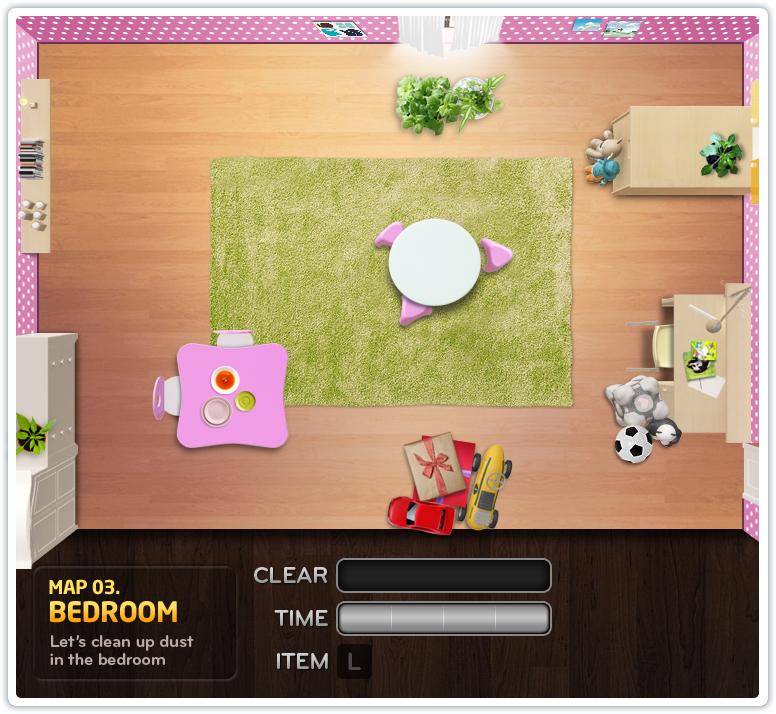 MAP 03.
BEDROOM
Let's clean up dust
in the bedroom
CLEAR
TIME
ITEM L